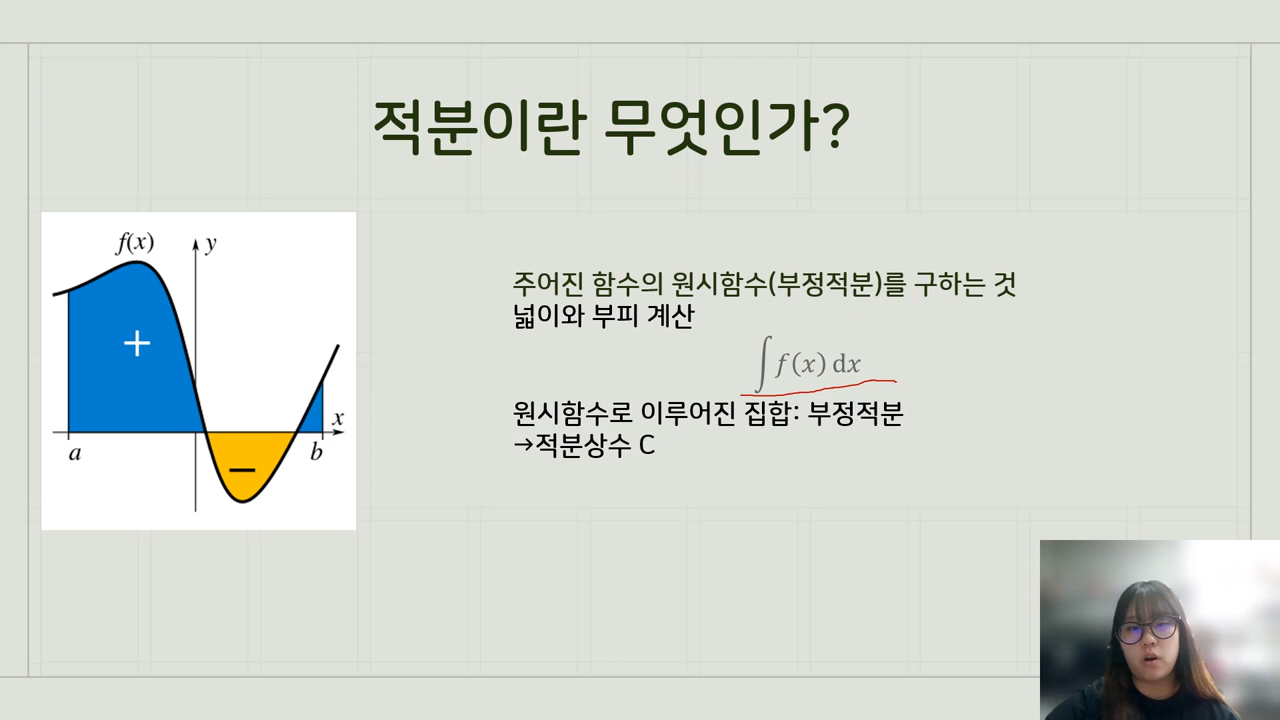 적분이란 무엇인가?
f(x)
y
+
x
a
b
−
주어진 함수의 원시함수(부정적분)를 구하는 것
넓이와 부피 계산
∫f(x) dx
원시함수로 이루어진 집합: 부정적분
→적분상수 C